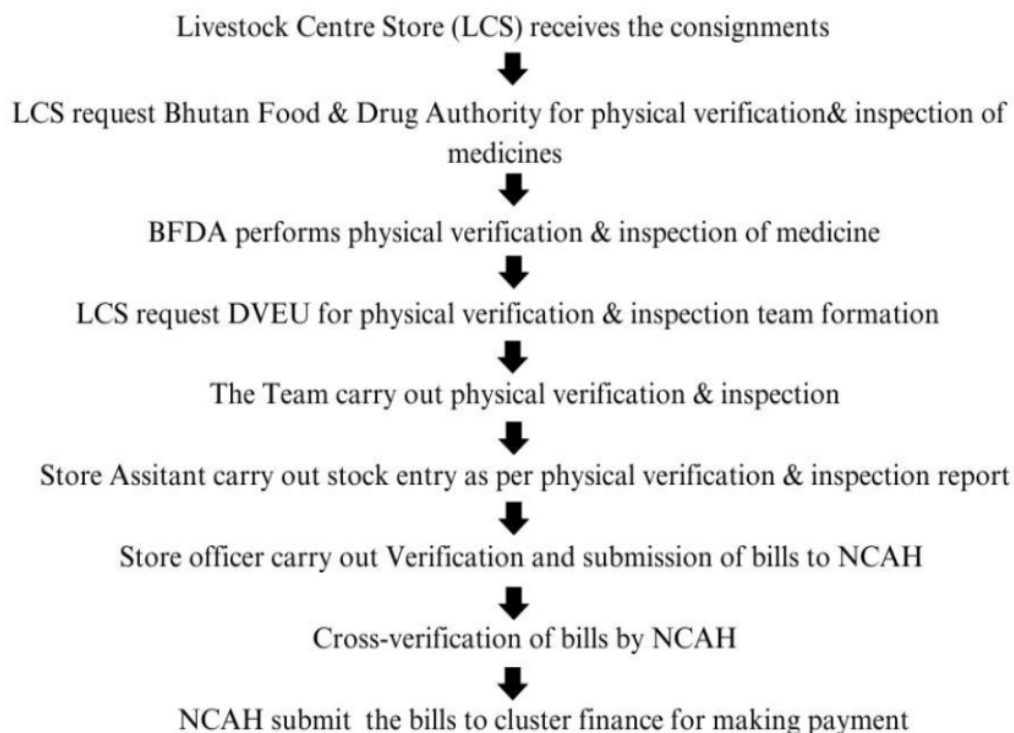 Livestock Centre Store (LCS) receives the consignments
LCS request Bhutan Food & Drug Authority for physical verification& inspection of
medicines
BFDA performs physical verification & inspection of medicine
LCS request DVEU for physical verification & inspection team formation
The Team carry out physical verification & inspection
Store Assitant carry out stock entry as per physical verification & inspection report
Store officer carry out Verification and submission of bills to NCAH
Cross-verification of bills by NCAH
NCAH submit the bills to cluster finance for making payment